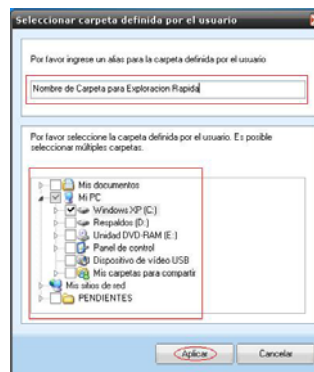 Seleccionar carpeta definida por el usuario
Por favor ingrese un alias para la carpeta definida por el usuario
Nombre de Carpeta para Exploracion Rapida
Por favor seleccione la carpeta definida por el usuario. Es posible
seleccionar múltiples carpetas.
Mis documentos
Mi PC
Windows XP (C:)
Respaldos (D:)
Unidad DVD-RAM (E:)
Panel de control
Dispositivo de vídeo USB
Mis carpetas para compartir
Mis sitios de red
PENDIENTES
Aplicar Cancelar